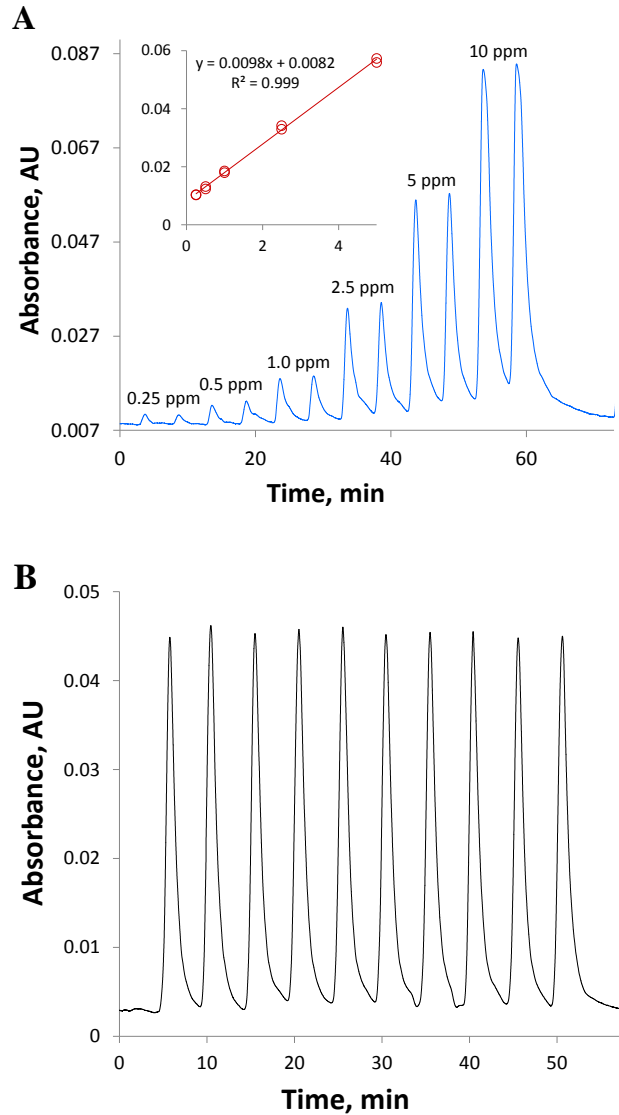 A
0.087
0.067
0.047
0.027
0.007
Absorbance, AU
0.06
0.04
0.02
0
0
2
4
y = 0.0098x + 0.0082
R² = 0.999
0.25 ppm
0.5 ppm
1.0 ppm
2.5 ppm
5 ppm
10 ppm
0
20
40
60
Time, min
B
0.05
0.04
0.03
0.02
0.01
0
Absorbance, AU
0
10
20
30
40
50
Time, min